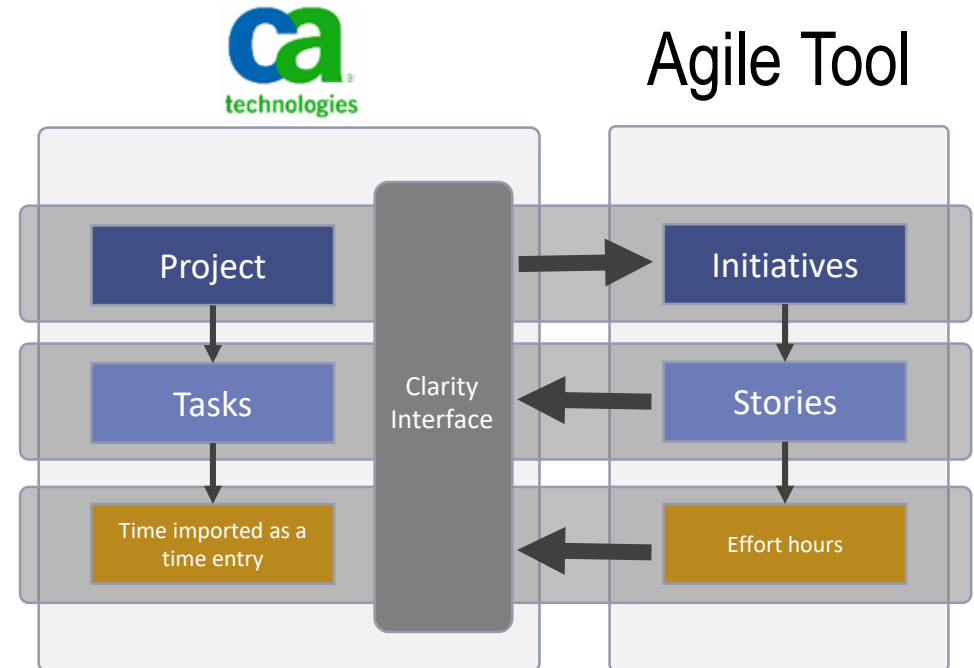 ca
technologies
Agile Tool
Project
Initiatives
Clarity
Interface
Tasks
Stories
Time imported as a
time entry
Effort hours